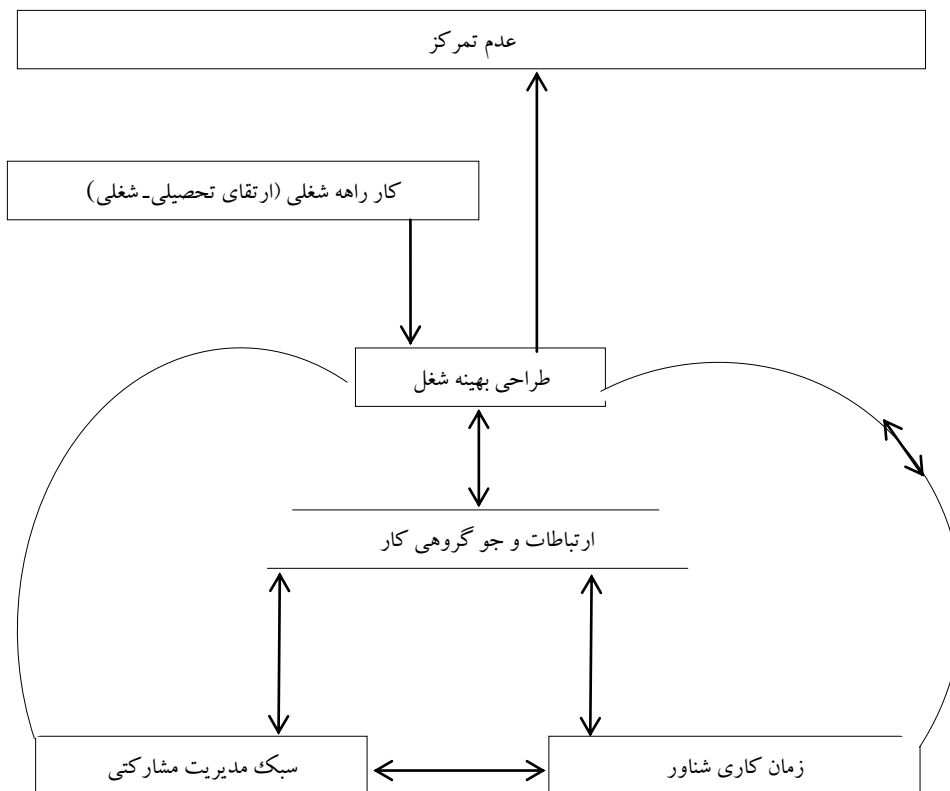 عدم تمرکز
کار راهه شغلی (ارتقای تحصیلی-شغلی)
طراحی بهینه شغل
ارتباطات و جو گروهی کار
زمان کاری شناور
سبک مدیریت مشارکتی